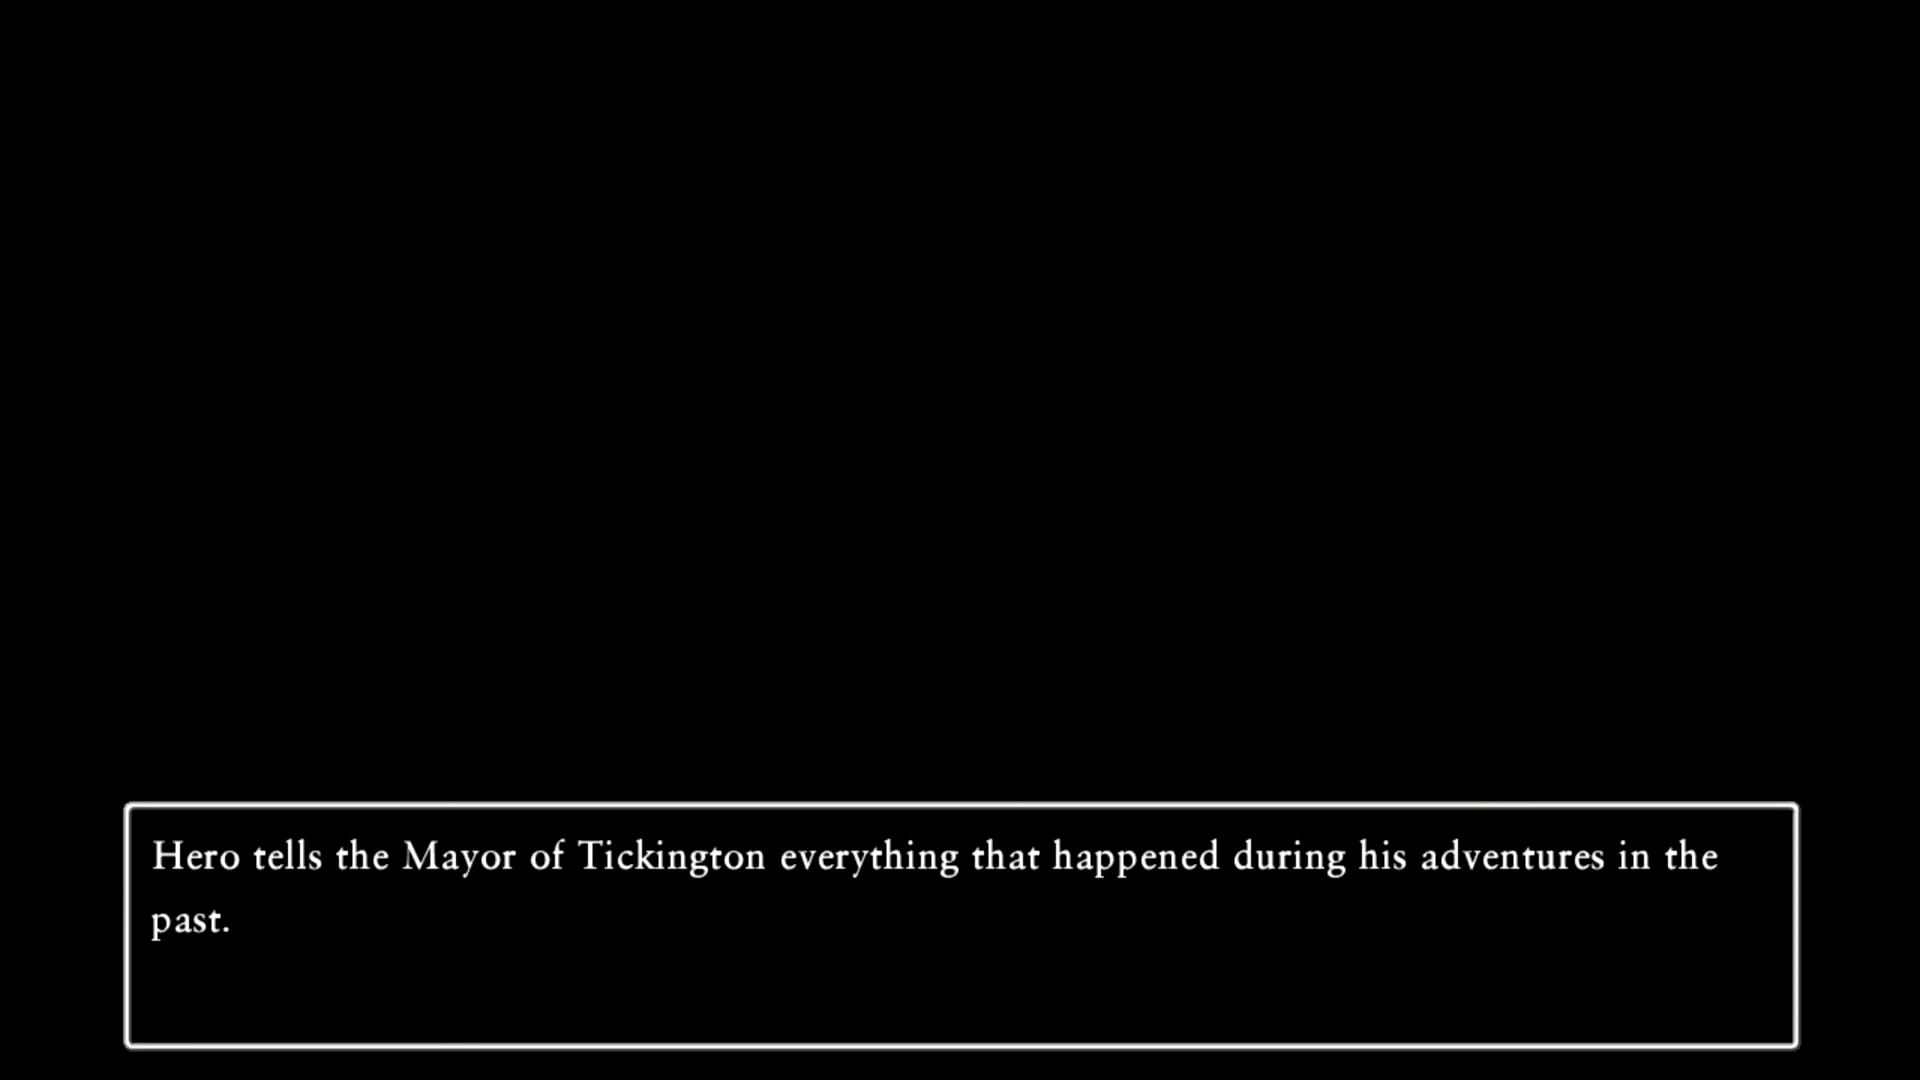 Hero tells the Mayor of Tickington everything that happened during his adventures in the
past.